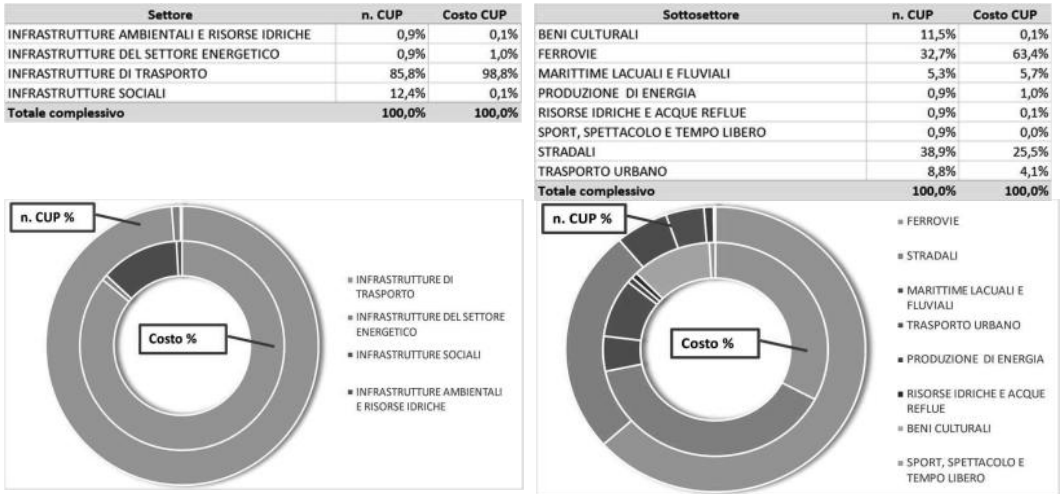 Settore n. CUP Costo CUP
INFRASTRUTTURE AMBIENTALI E RISORSE IDRICHE 0,9% 0,1%
INFRASTRUTTURE DEL SETTORE ENERGETICO 0,9% 1,0%
INFRASTRUTTURE DI TRASPORTO 85,8% 98,8%
INFRASTRUTTURE SOCIALI 12,4% 0,1%
Totale complessivo 100,0% 100,0%
Sottosettore n. CUP Costo CUP
BENI CULTURALI 11,5% 0,1%
FERROVIE 32,7% 63,4%
MARITTIME LACUALI E FLUVIALI 5,3% 5,7%
PRODUZIONE DI ENERGIA 0,9% 1,0%
RISORSE IDRICHE E ACQUE REFLUE 0,9% 0,1%
SPORT, SPETTACOLO E TEMPO LIBERO 0,9% 0,0%
STRADALI 38,9% 25,5%
TRASPORTO URBANO 8,8% 4,1%
Totale complessivo 100,0% 100,0%
n. CUP %
Costo %
INFRASTRUTTURE DI
TRASPORTO
INFRASTRUTTURE DEL SETTORE
ENERGETICO
INFRASTRUTTURE SOCIALI
INFRASTRUTTURE AMBIENTALI
E RISORSE IDRICHE
n. CUP %
Costo %
FERROVIE
STRADALI
MARITTIME LACUALI E
FLUVIALI
TRASPORTO URBANO
PRODUZIONE DI ENERGIA
RISORSE IDRICHE E ACQUE
REFLUE
BENI CULTURALI
SPORT, SPETTACOLO E
TEMPO LIBERO